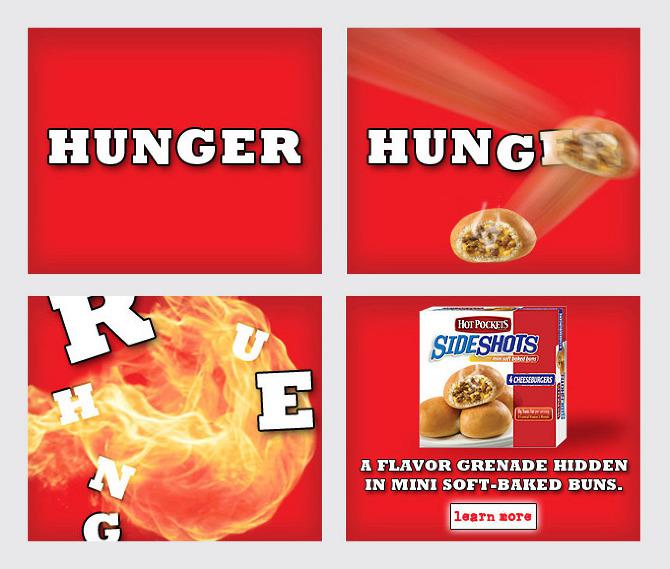 HUNGER
HUNGER
R
U
E
H
N
G
HOT POCKETS
SIDESHOTS
mini soft baked buns
4 CHEESEBURGERS
A FLAVOR GRENADE HIDDEN
IN MINI SOFT-BAKED BUNS.
learn more